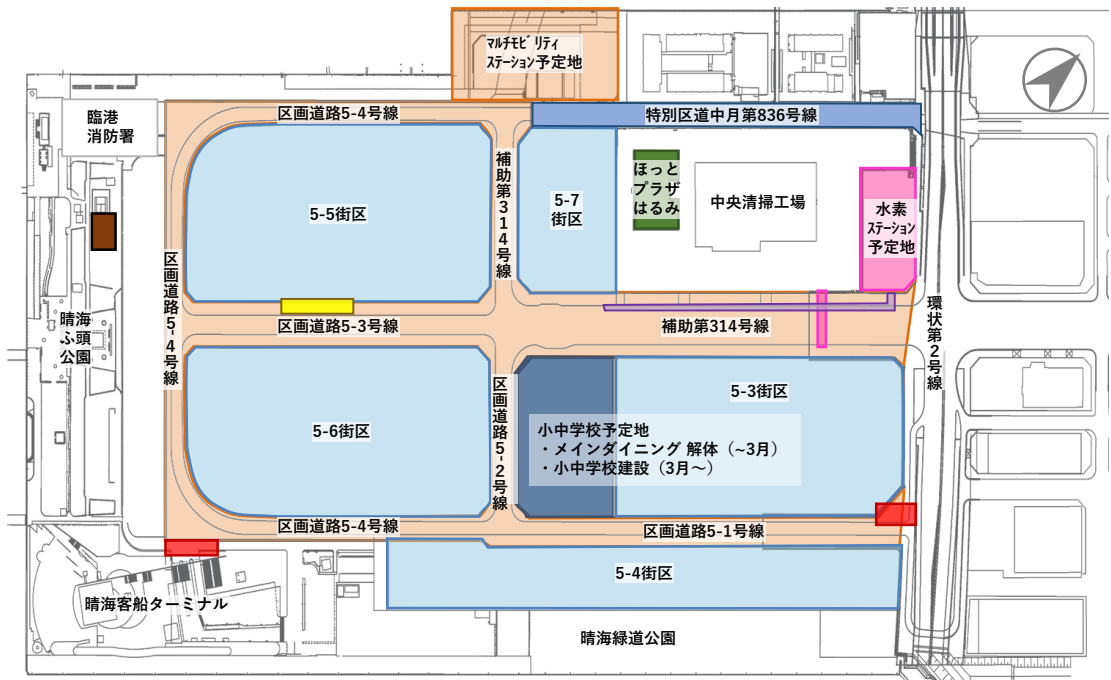 ﾏﾙﾁﾓﾋﾞﾘﾃｨ
ｽﾃｰｼｮﾝ予定地
臨港
消防署
区画道路5-4号線
特別区道中月第836号線
補助第314号線
ほっと
プラザ
はるみ
中央清掃工場
5-7
街区
5-5街区
水素
ｽﾃｰｼｮﾝ
予定地
区画道路5-4号線
晴海
ふ頭
公園
区画道路5-3号線
補助第314号線
環状第2号線
区画道路5-2号線
5-3街区
5-6街区
小中学校予定地
・メインダイニング 解体（~3月）
・小中学校建設（3月～）
区画道路5-4号線
区画道路5-1号線
5-4街区
晴海客船ターミナル
晴海緑道公園